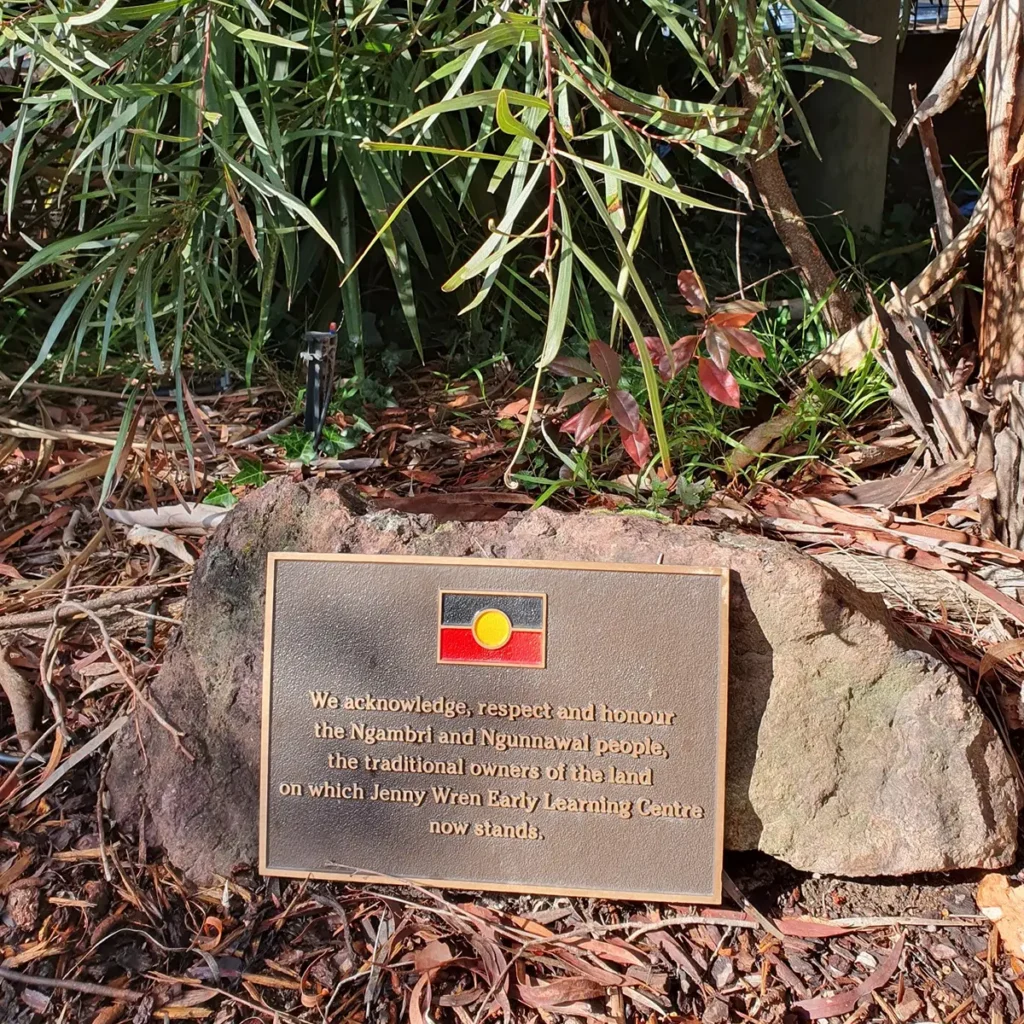 We acknowledge, respect and honour
the Ngambri and Ngunnawal people,
the traditional owners of the land
on which Jenny Wren Early Learning Centre
now stands.